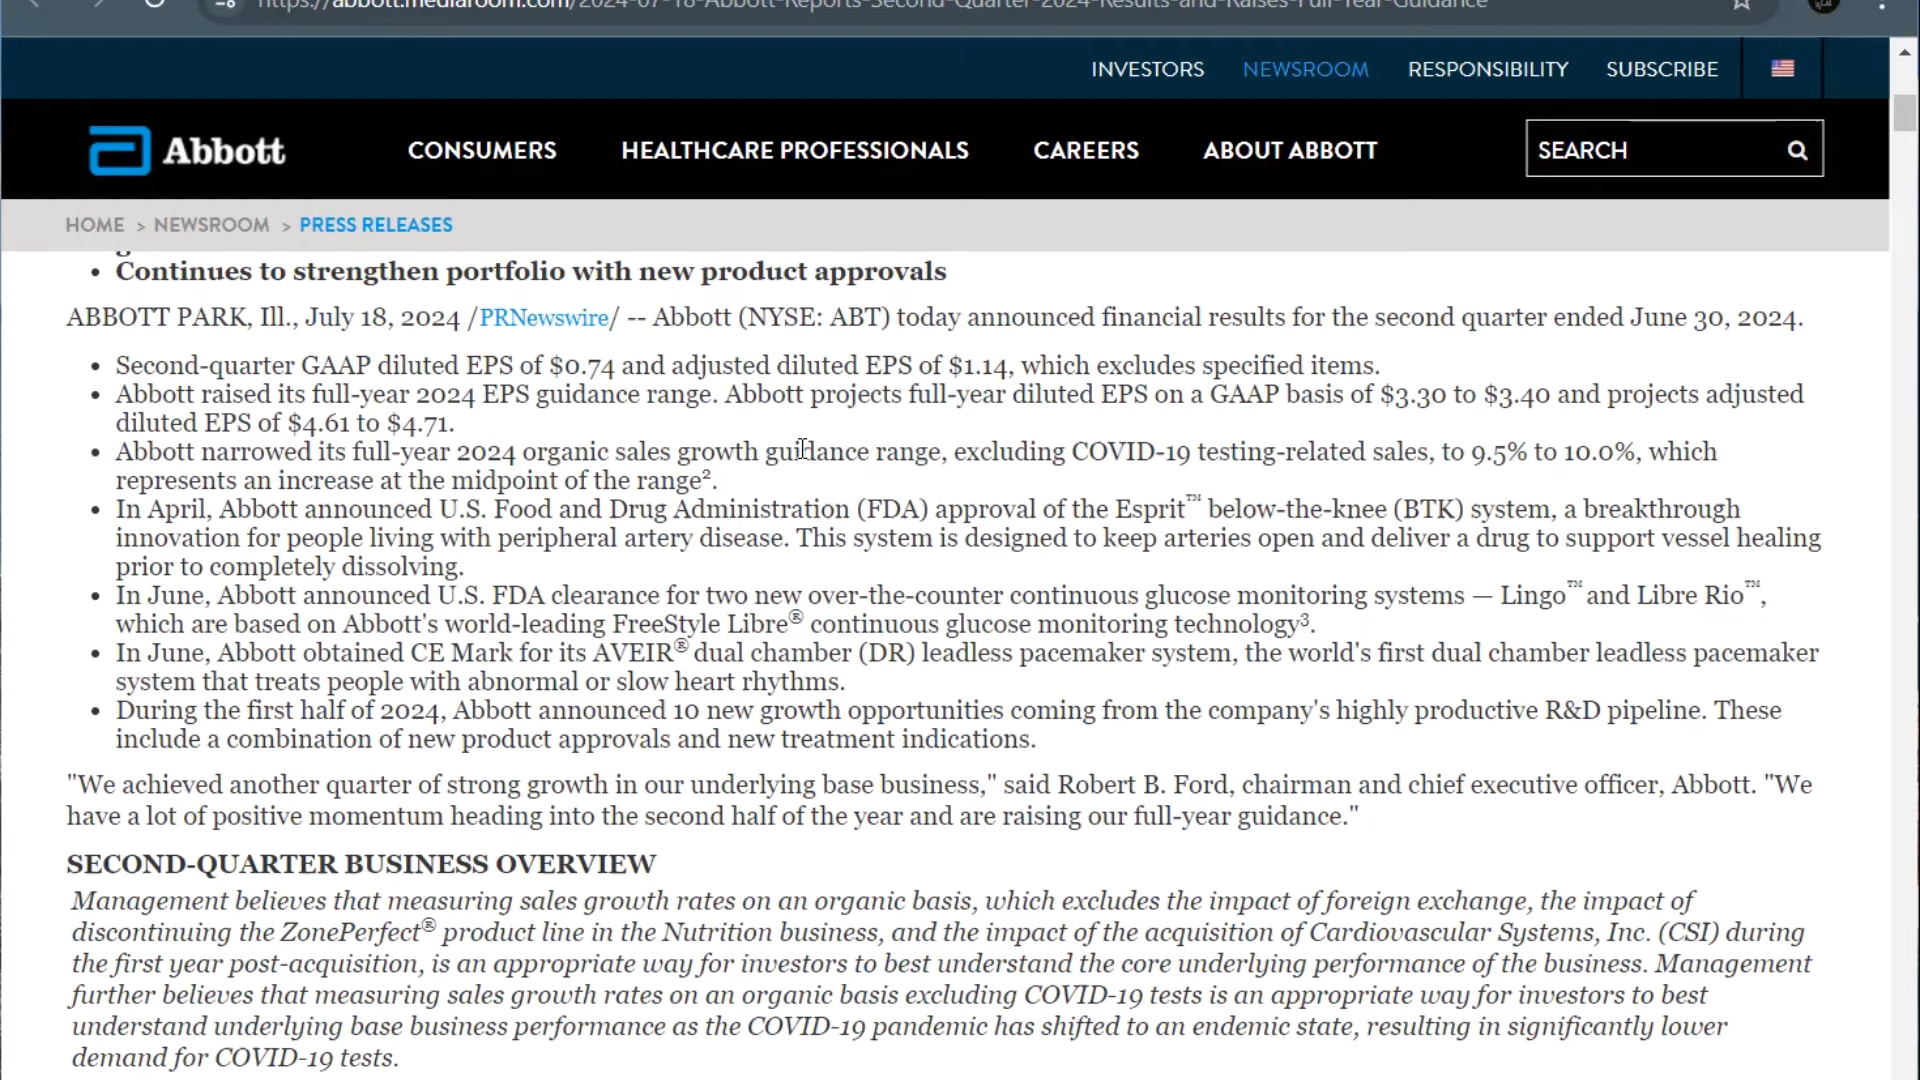 https://abbott.mediaroom.com/2024-07-18-Abbott-Reports-Second-Quarter-2024-Results-and-Raises-Full-Year-Guidance
INVESTORS NEWSROOM RESPONSIBILITY SUBSCRIBE
Abbott CONSUMERS HEALTHCARE PROFESSIONALS CAREERS ABOUT ABBOTT SEARCH
HOME > NEWSROOM > PRESS RELEASES
• Continues to strengthen portfolio with new product approvals
ABBOTT PARK, Ill., July 18, 2024 /PRNewswire/ -- Abbott (NYSE: ABT) today announced financial results for the second quarter ended June 30, 2024.
• Second-quarter GAAP diluted EPS of $0.74 and adjusted diluted EPS of $1.14, which excludes specified items.
• Abbott raised its full-year 2024 EPS guidance range. Abbott projects full-year diluted EPS on a GAAP basis of $3.30 to $3.40 and projects adjusted
diluted EPS of $4.61 to $4.71.
• Abbott narrowed its full-year 2024 organic sales growth guidance range, excluding COVID-19 testing-related sales, to 9.5% to 10.0%, which
represents an increase at the midpoint of the range².
• In April, Abbott announced U.S. Food and Drug Administration (FDA) approval of the Esprit™ below-the-knee (BTK) system, a breakthrough
innovation for people living with peripheral artery disease. This system is designed to keep arteries open and deliver a drug to support vessel healing
prior to completely dissolving.
• In June, Abbott announced U.S. FDA clearance for two new over-the-counter continuous glucose monitoring systems — Lingo™ and Libre Rio™,
which are based on Abbott's world-leading FreeStyle Libre® continuous glucose monitoring technology³.
• In June, Abbott obtained CE Mark for its AVEIR® dual chamber (DR) leadless pacemaker system, the world's first dual chamber leadless pacemaker
system that treats people with abnormal or slow heart rhythms.
• During the first half of 2024, Abbott announced 10 new growth opportunities coming from the company's highly productive R&D pipeline. These
include a combination of new product approvals and new treatment indications.
"We achieved another quarter of strong growth in our underlying base business," said Robert B. Ford, chairman and chief executive officer, Abbott. "We
have a lot of positive momentum heading into the second half of the year and are raising our full-year guidance."
SECOND-QUARTER BUSINESS OVERVIEW
Management believes that measuring sales growth rates on an organic basis, which excludes the impact of foreign exchange, the impact of
discontinuing the ZonePerfect® product line in the Nutrition business, and the impact of the acquisition of Cardiovascular Systems, Inc. (CSI) during
the first year post-acquisition, is an appropriate way for investors to best understand the core underlying performance of the business. Management
further believes that measuring sales growth rates on an organic basis excluding COVID-19 tests is an appropriate way for investors to best
understand underlying base business performance as the COVID-19 pandemic has shifted to an endemic state, resulting in significantly lower
demand for COVID-19 tests.